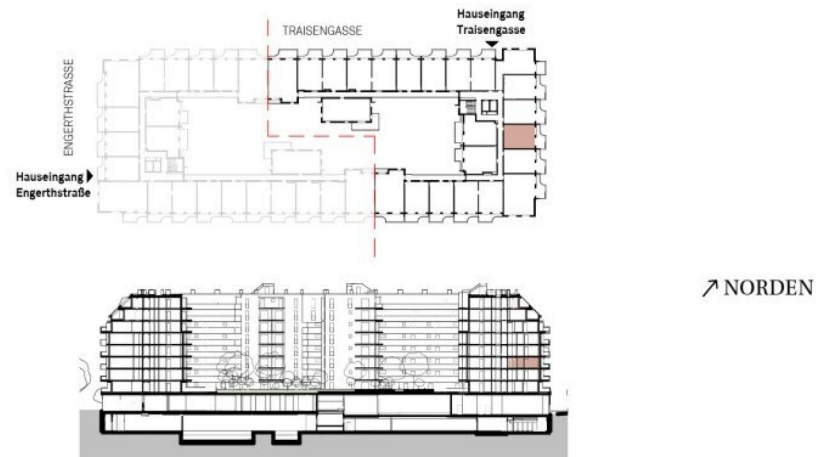 TRAISENGASSE
Hauseingang
Traisengasse
ENGERTHSTRASSE
Hauseingang
Engerthstraße
NORDEN